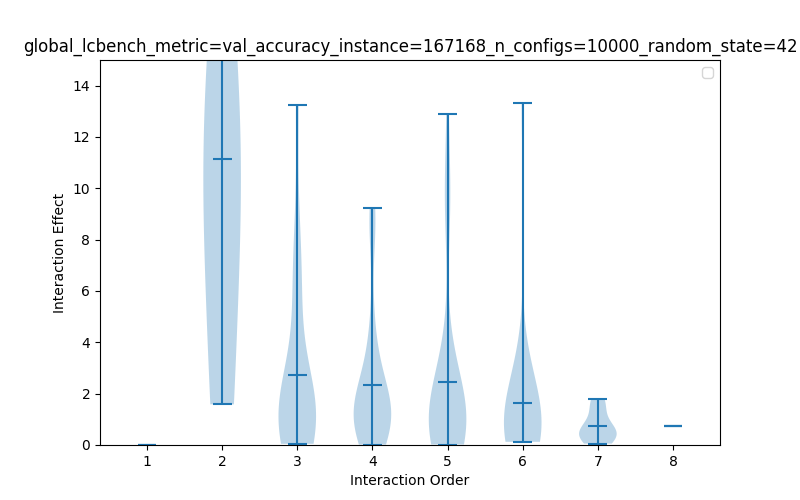 global_lcbench_metric=val_accuracy_instance=167168_n_configs=10000_random_state=42
14
12
10
8
6
4
2
0
Interaction Effect
1 2 3 4 5 6 7 8
Interaction Order